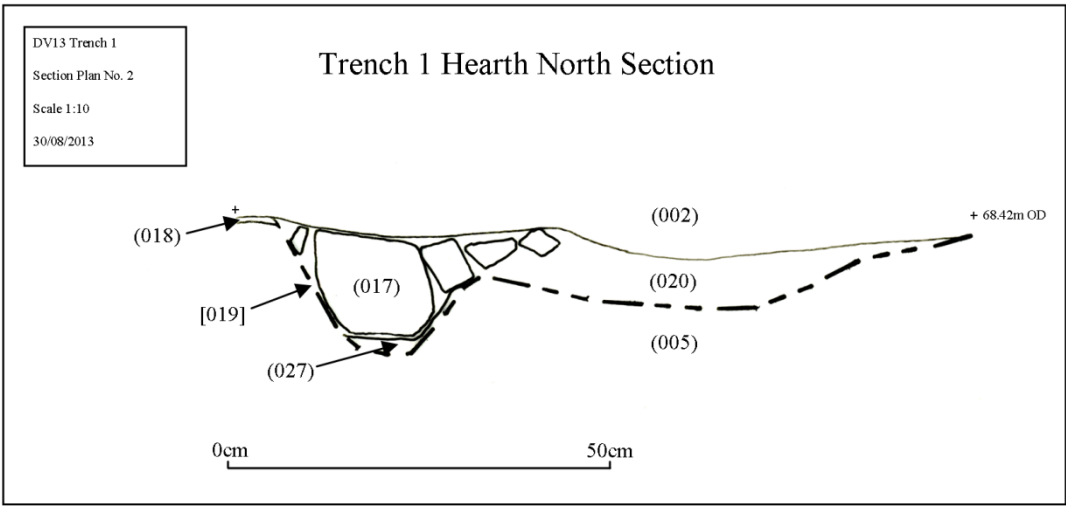 DV13 Trench 1
Section Plan No. 2
Scale 1:10
30/08/2013
Trench 1 Hearth North Section
+
(002)
+ 68.42m OD
(018)
(017)
(020)
[019]
(005)
(027)
0cm
50cm